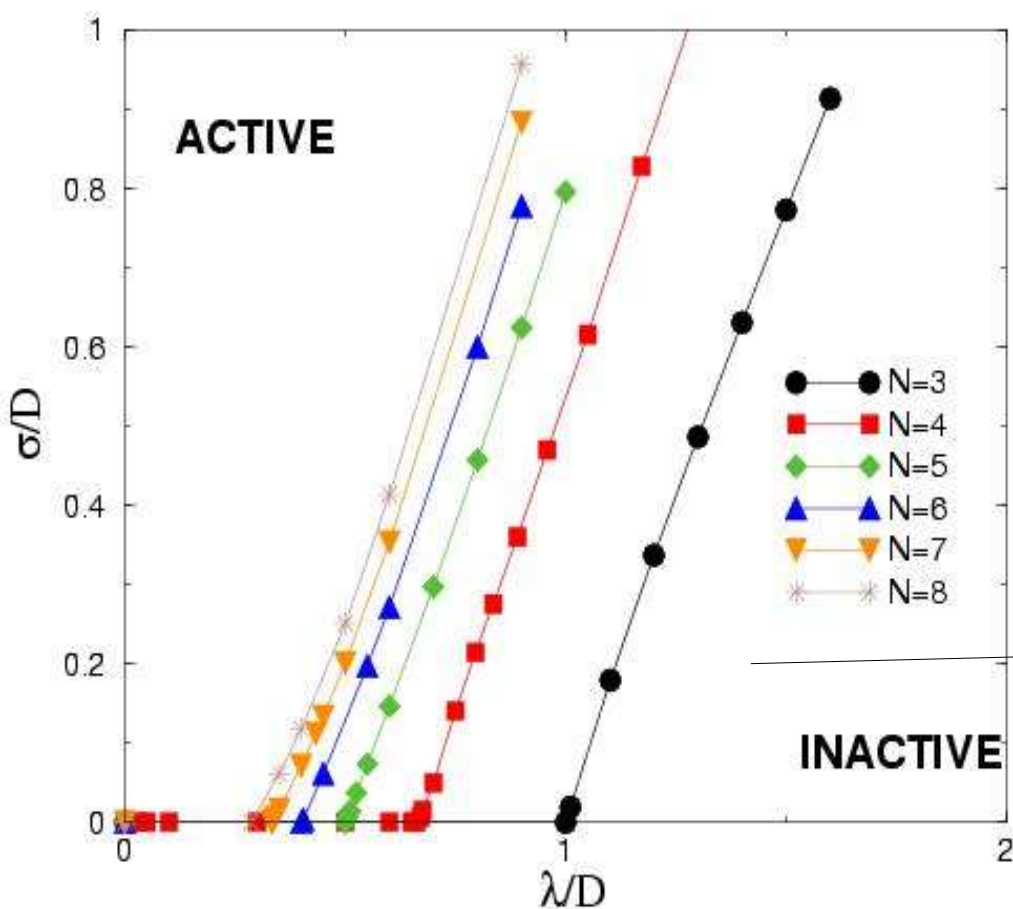 1
ACTIVE
0.8
0.6
σ/D
N=3
N=4
0.4
N=5
N=6
N=7
N=8
0.2
INACTIVE
0
0 1 2
λ/D